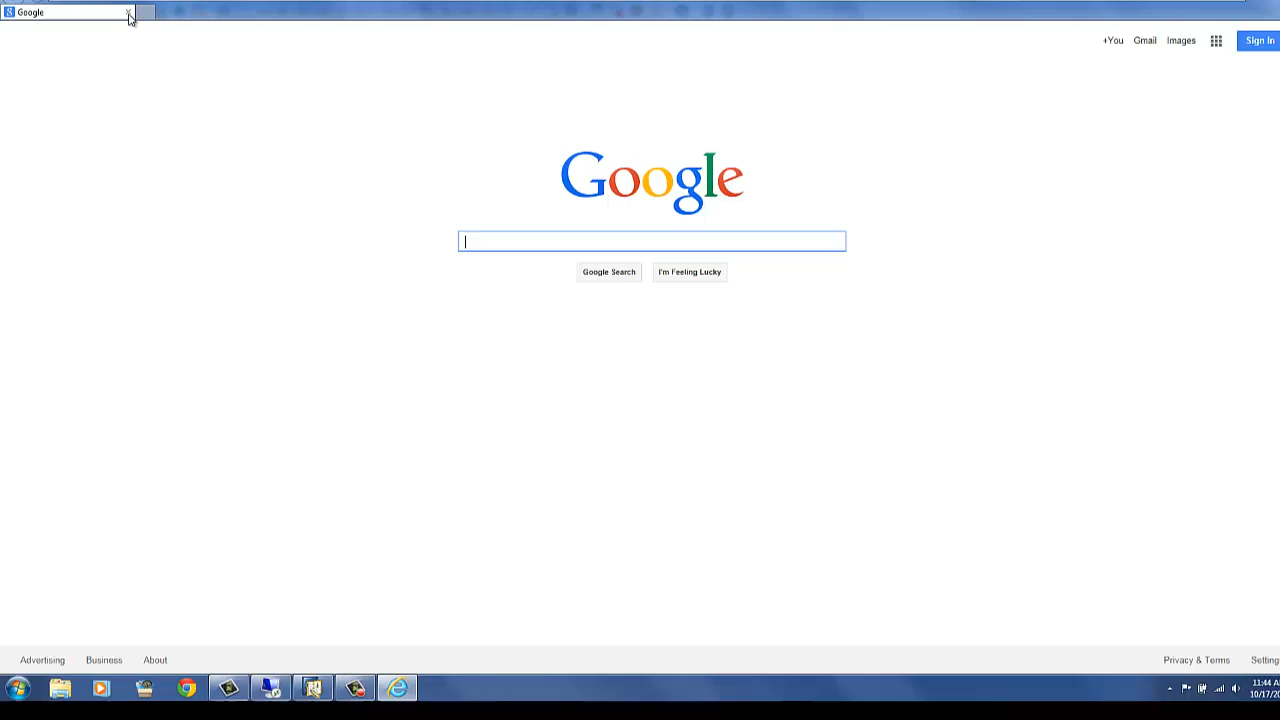 Google
+You Gmail Images Sign In
Google
Google Search I'm Feeling Lucky
Advertising Business About Privacy & Terms Setting
11:44 A
10/17/20